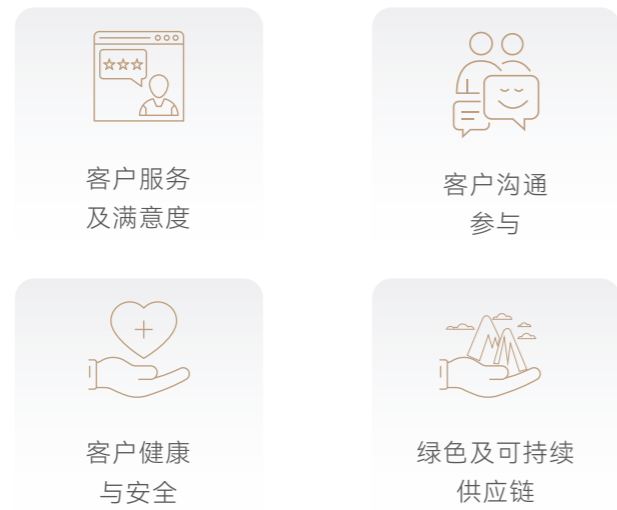 客户服务
及满意度
客户沟通
参与
客户健康
与安全
绿色及可持续
供应链